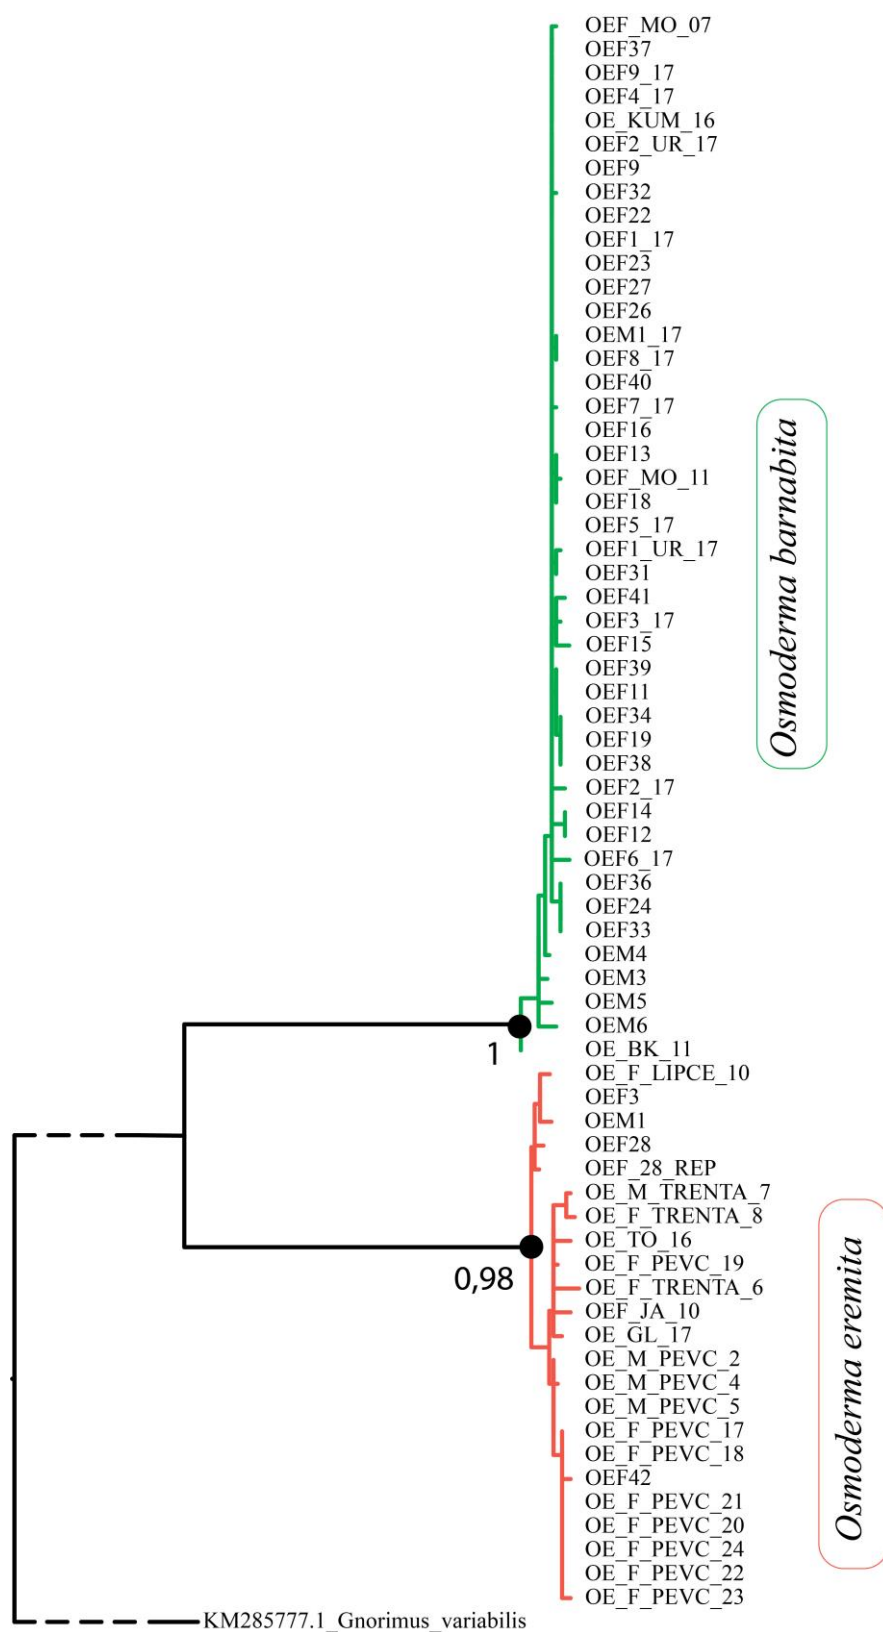 OEF_MO_07
OEF37
OEF9_17
OEF4_17
OE_KUM_16
OEF2_UR_17
OEF9
OEF32
OEF22
OEF1_17
OEF23
OEF27
OEF26
OEM1_17
OEF8_17
OEF40
OEF7_17
OEF16
OEF13
OEF_MO_11
OEF18
OEF5_17
OEF1_UR_17
OEF31
OEF41
OEF3_17
OEF15
OEF39
OEF11
OEF34
OEF19
OEF38
OEF2_17
OEF14
OEF12
OEF6_17
OEF36
OEF24
OEF33
OEM4
OEM3
OEM5
OEM6
OE_BK_11
Osmoderma barnabita
1
OE_F_LIPCE_10
OEF3
OEM1
OEF28
OEF_28_REP
OE_M_TRENTA_7
OE_F_TRENTA_8
OE_TO_16
OE_F_PEVC_19
OE_F_TRENTA_6
OEF_JA_10
OE_GL_17
OE_M_PEVC_2
OE_M_PEVC_4
OE_M_PEVC_5
OE_F_PEVC_17
OE_F_PEVC_18
OEF42
OE_F_PEVC_21
OE_F_PEVC_20
OE_F_PEVC_24
OE_F_PEVC_22
OE_F_PEVC_23
Osmoderma eremita
0,98
KM285777.1_Gnorimus_variabilis